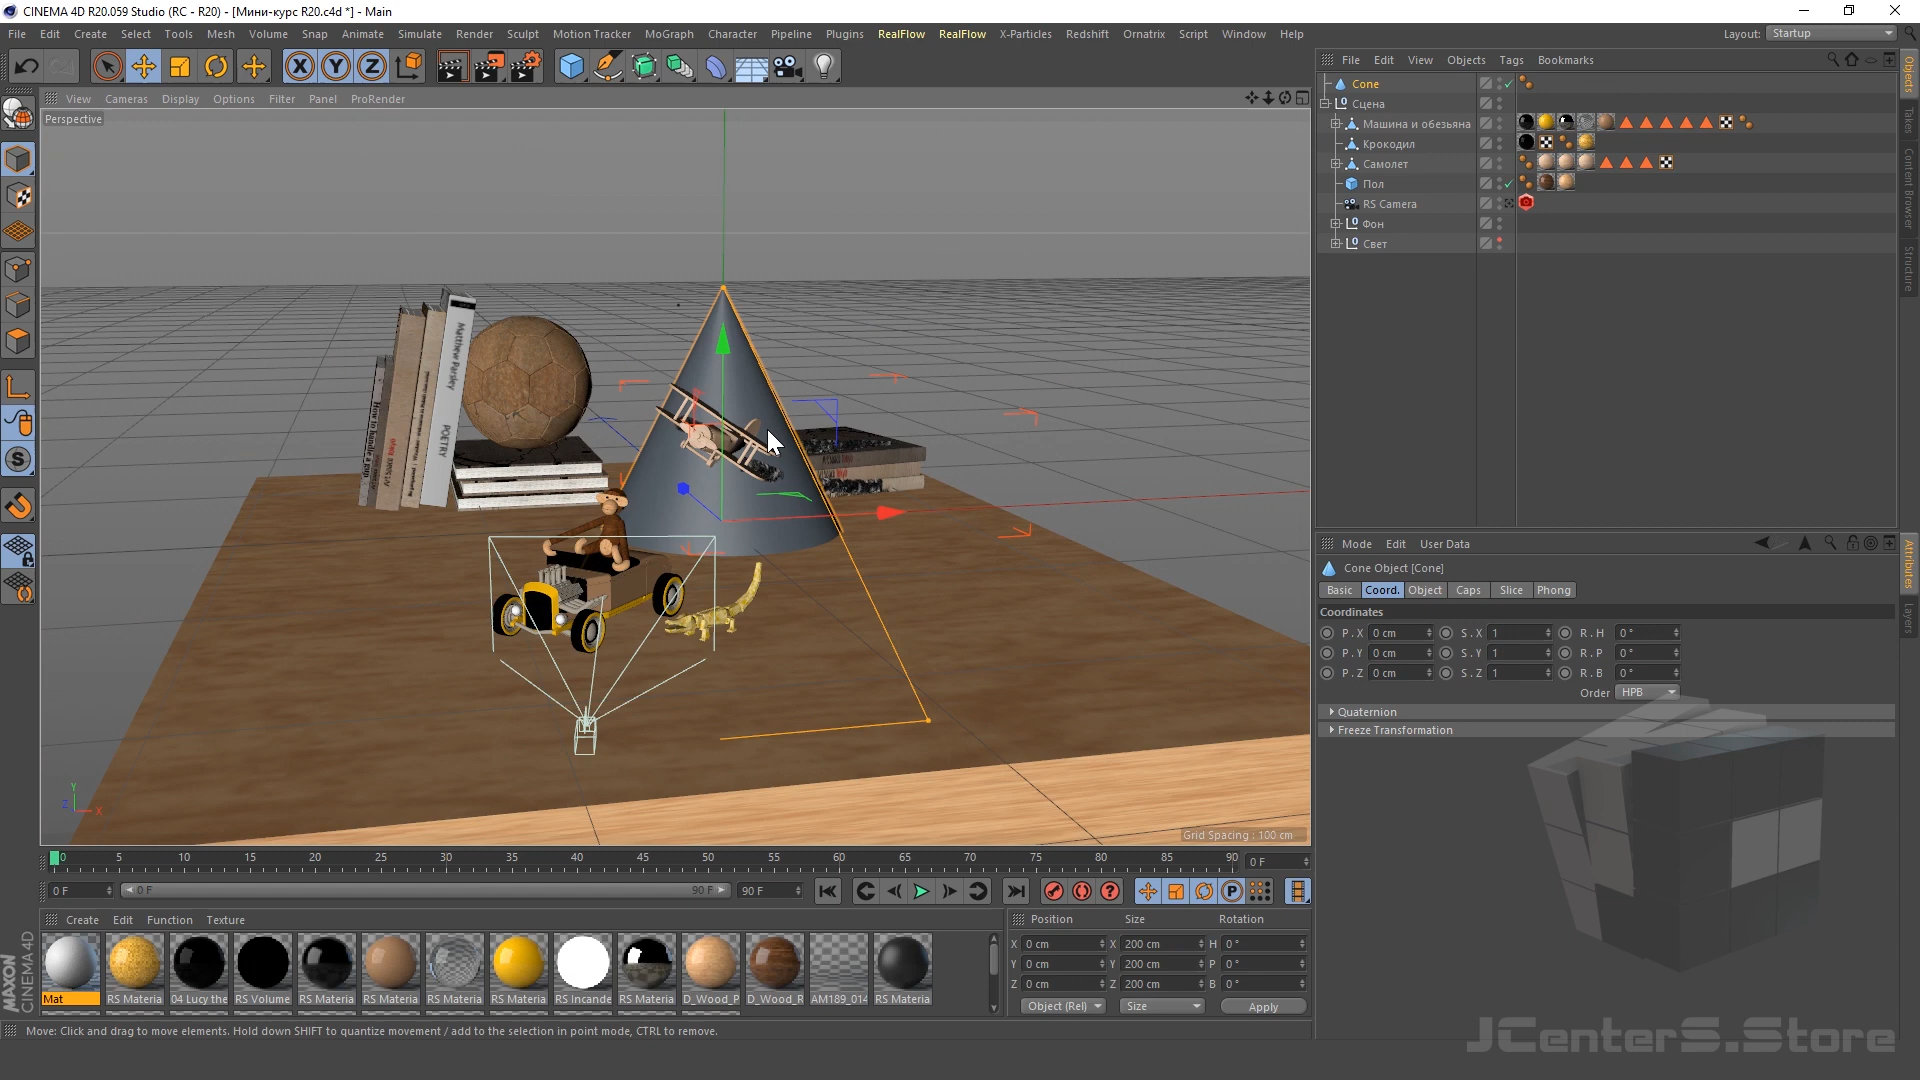 CINEMA 4D R20.059 Studio (RC - R20) - [Мини-курс R20.c4d *] - Main
File Edit Create Select Tools Mesh Volume Snap Animate Simulate Render Sculpt Motion Tracker MoGraph Character Pipeline Plugins RealFlow RealFlow X-Particles Redshift Ornatrix Script Window Help Layout: Startup
File Edit View Objects Tags Bookmarks
View Cameras Display Options Filter Panel ProRender
Perspective
Cone
Сцена
Машина и обезьяна
Крокодил
Самолет
Пол
RS Camera
Фон
Свет
Objects
Takes
Content Browser
Structure
Matthew Parsley
POETRY
Grid Spacing : 100 cm
Mode Edit User Data
Cone Object [Cone]
Basic Coord. Object Caps Slice Phong
Coordinates
P . X 0 cm S . X 1 R . H 0 °
P . Y 0 cm S . Y 1 R . P 0 °
P . Z 0 cm S . Z 1 R . B 0 °
Order HPB
Quaternion
Freeze Transformation
Attributes
Layers
0 5 10 15 20 25 30 35 40 45 50 55 60 65 70 75 80 85 90 0 F
0 F 0 F 90 F 90 F
Create Edit Function Texture
Mat RS Materia 04 Lucy the RS Volume RS Materia RS Materia RS Materia RS Materia RS Incande RS Materia D_Wood_P D_Wood_R AM189_014 RS Materia
Position Size Rotation
X 0 cm X 200 cm H 0 °
Y 0 cm Y 200 cm P 0 °
Z 0 cm Z 200 cm B 0 °
Object (Rel) Size Apply
MAXON CINEMA 4D
Move: Click and drag to move elements. Hold down SHIFT to quantize movement / add to the selection in point mode, CTRL to remove.
JCenterS.Store